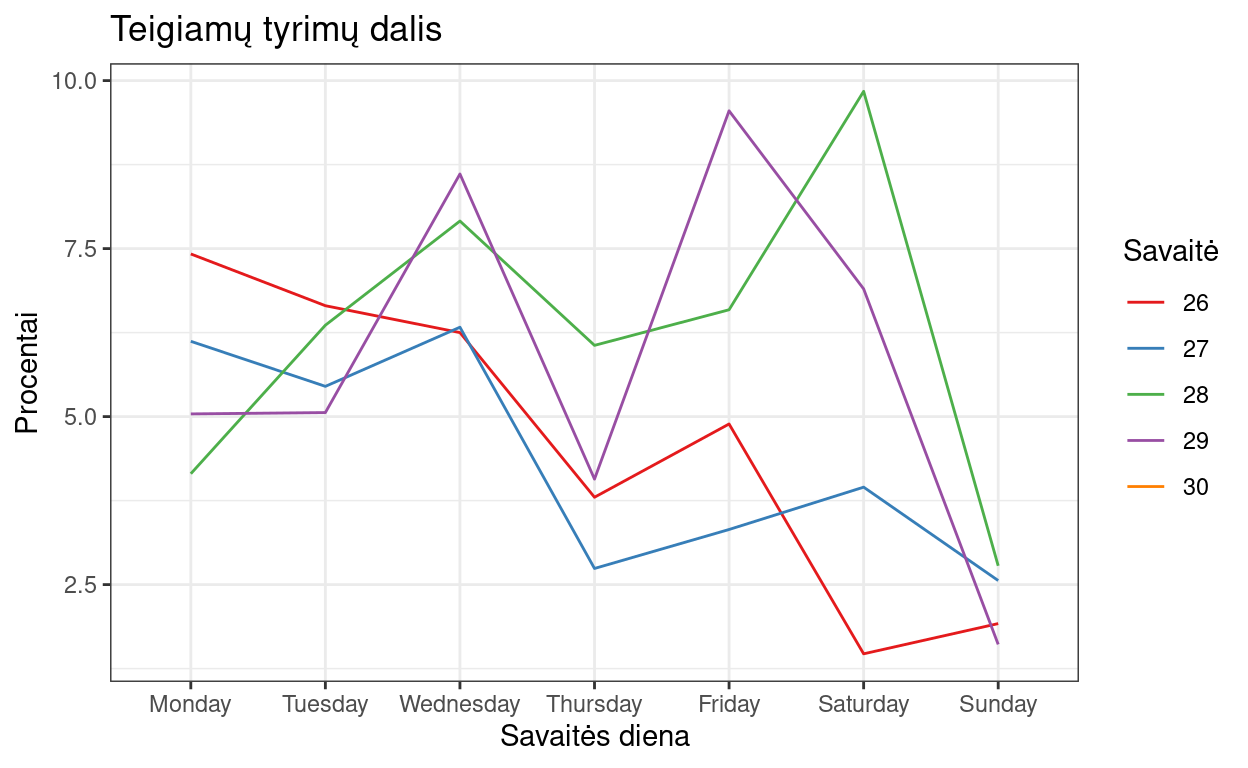 Teigiamų tyrimų dalis
Procentai
10.0
7.5
5.0
2.5
Monday
Tuesday
Wednesday
Thursday
Friday
Saturday
Sunday
Savaitės diena
Savaitė
26
27
28
29
30